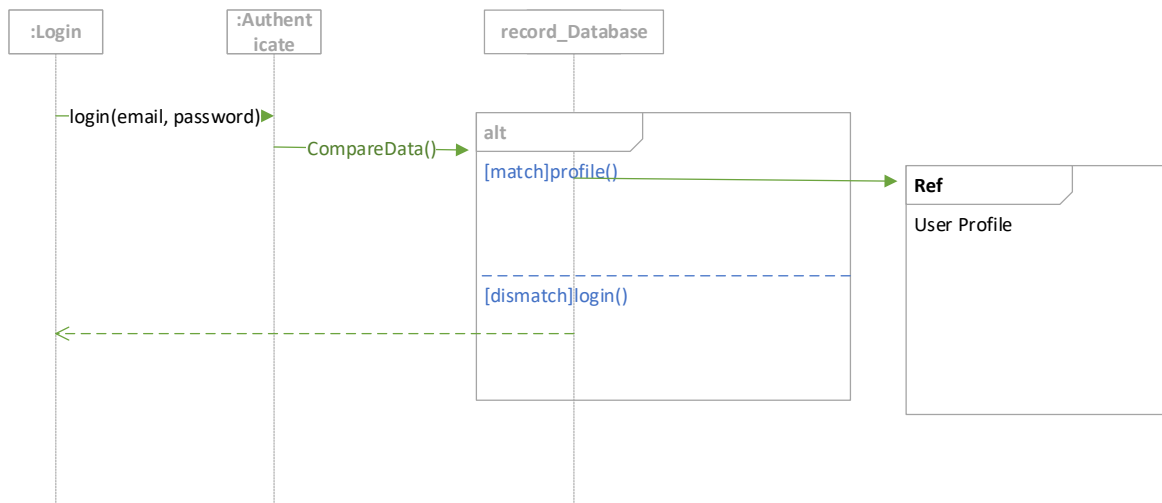 :Login
:Authent
icate
record_Database
login(email, password)
CompareData()
alt
[match]profile()
Ref
User Profile
[dismatch]login()